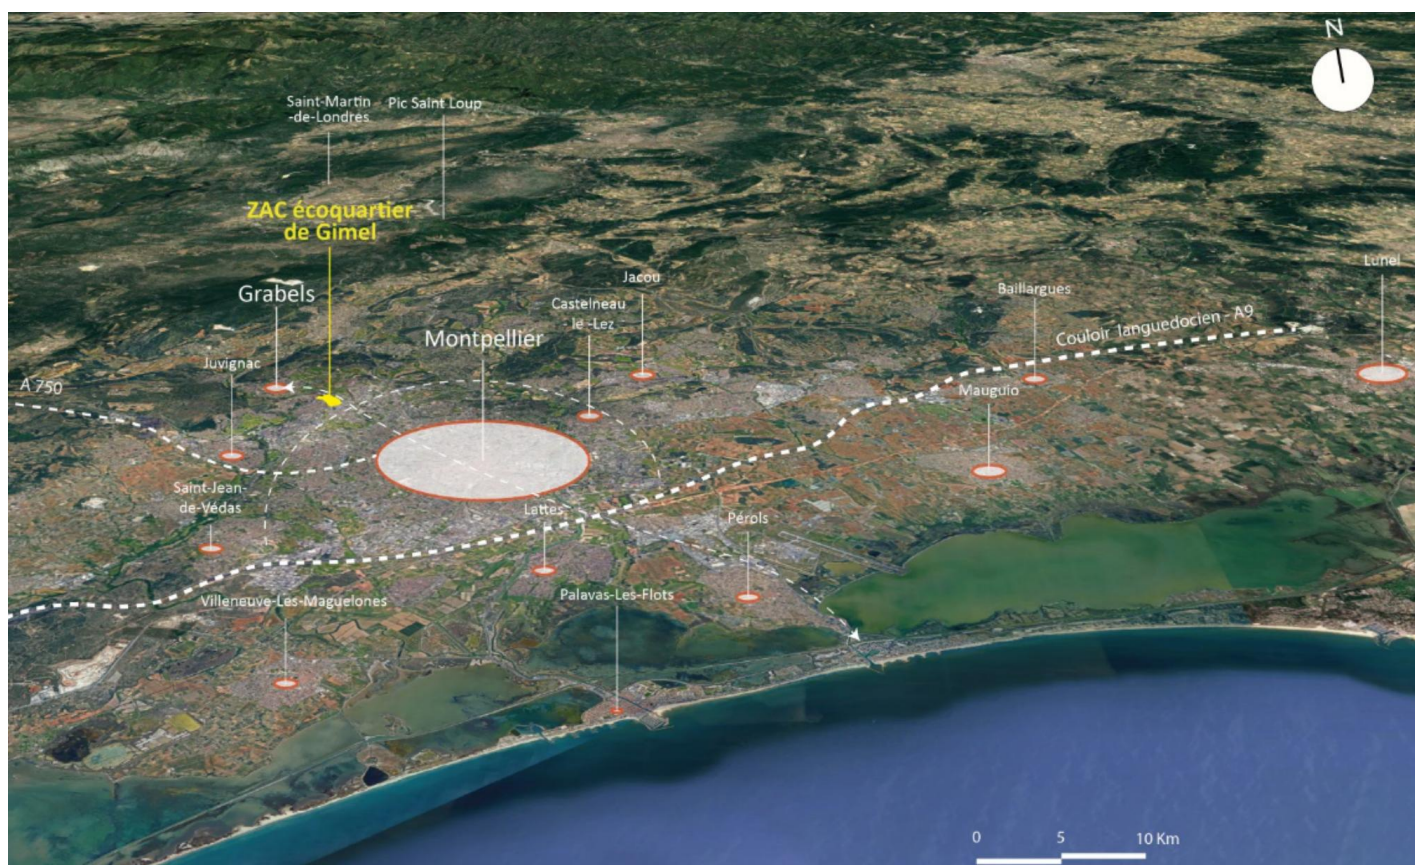 N
Saint-Martin
-de-Londres
Pic Saint Loup
ZAC écoquartier
de Gimel
Lunel
Jacou
Baillargues
Grabels
Castelneau
-le -Lez
Couloir languedocien - A9
Montpellier
Juvignac
A 750
Mauguio
Saint-Jean-
de-Védas
Lattes
Pérols
Villeneuve-Les-Maguelones
Palavas-Les-Flots
0 5 10 Km